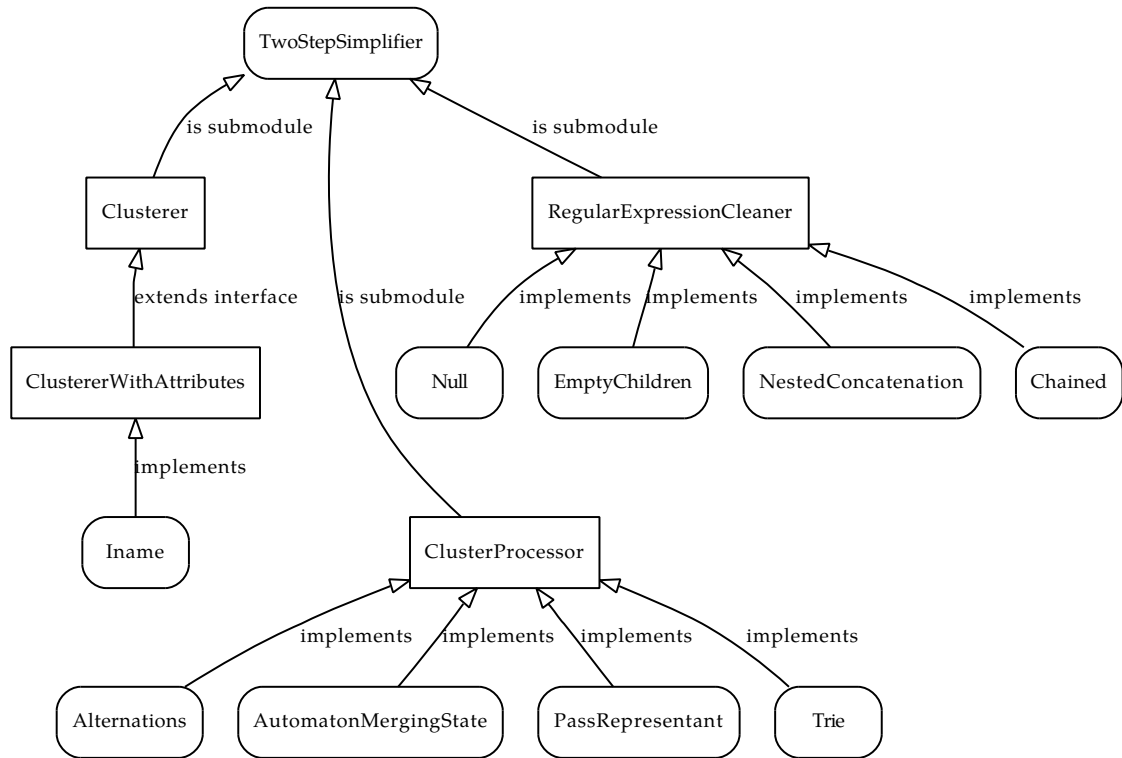 TwoStepSimplifier
is submodule
is submodule
Clusterer
RegularExpressionCleaner
extends interface
is submodule
implements
implements
implements
implements
ClustererWithAttributes
Null
EmptyChildren
NestedConcatenation
Chained
implements
Iname
ClusterProcessor
implements
implements
implements
implements
Alternations
AutomatonMergingState
PassRepresentant
Trie